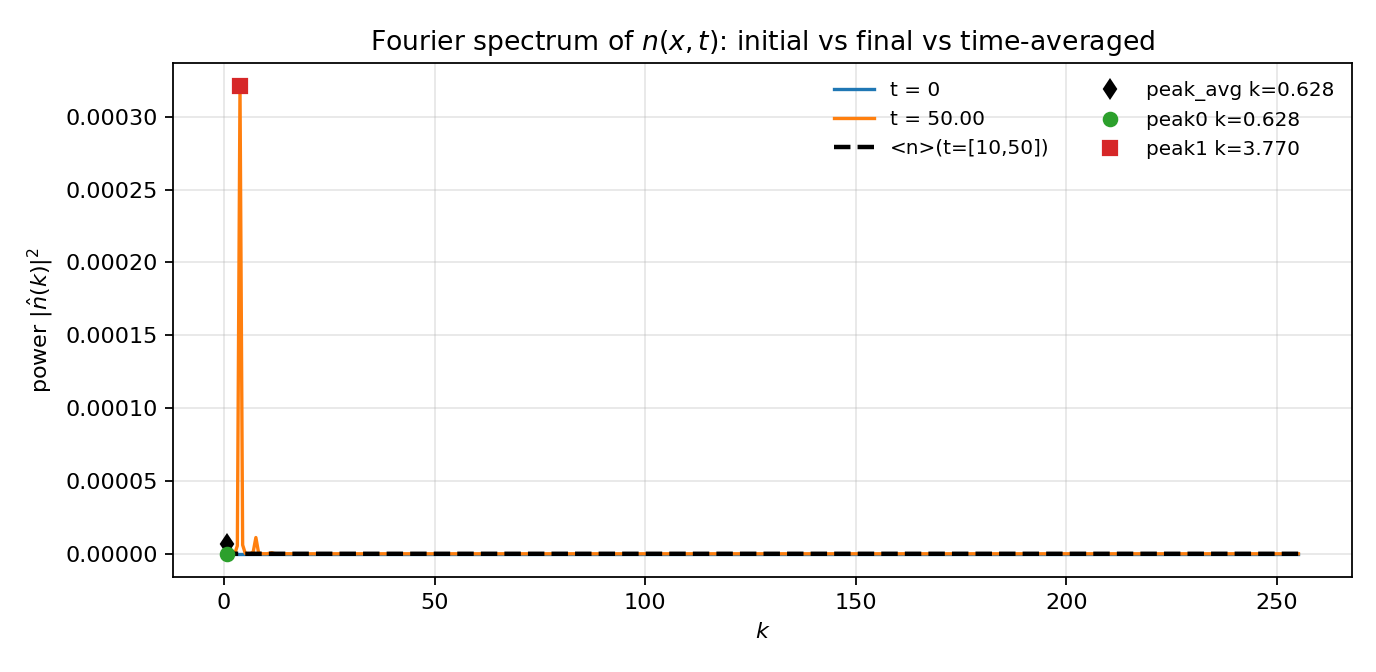 Fourier spectrum of n(x, t): initial vs final vs time-averaged
t = 0
t = 50.00
<n>(t=[10,50])
peak_avg k=0.628
peak0 k=0.628
peak1 k=3.770
power |n̂(k)|²
0.00030
0.00025
0.00020
0.00015
0.00010
0.00005
0.00000
0 50 100 150 200 250
k